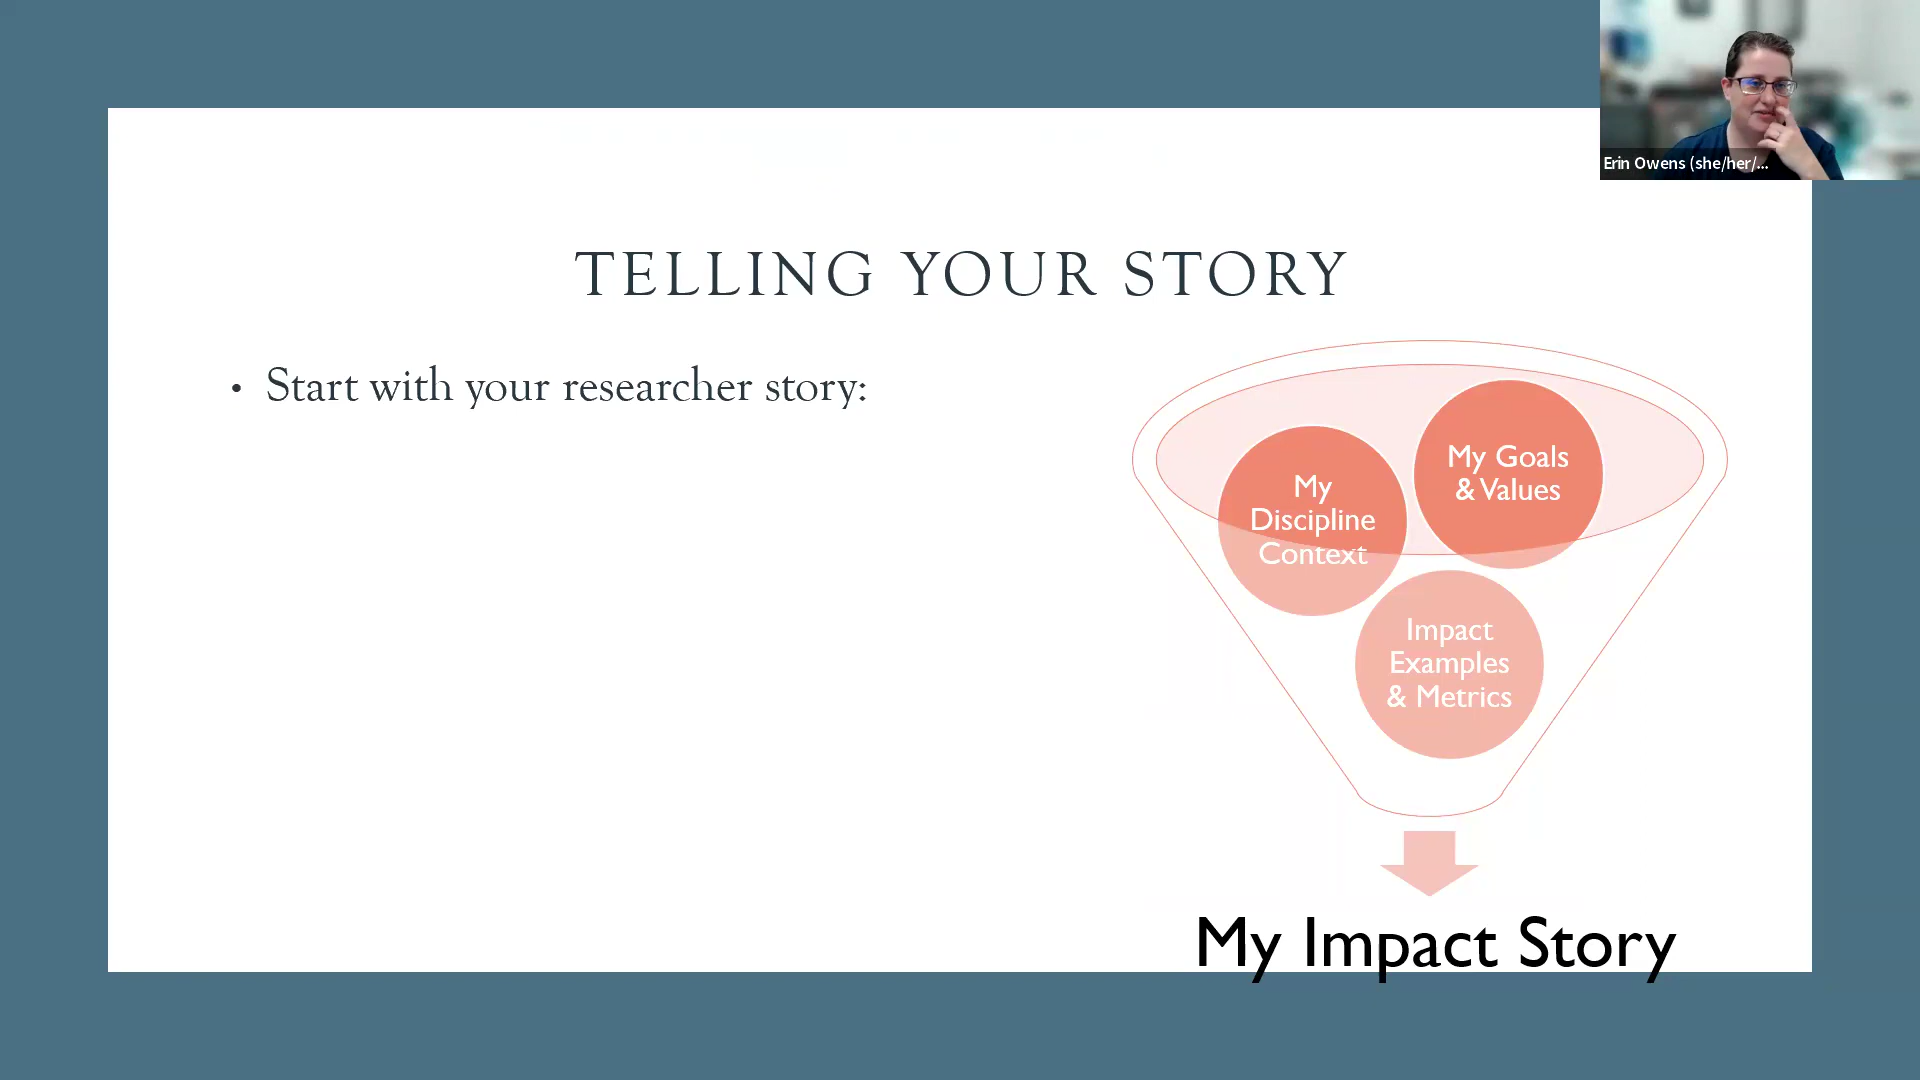 Erin Owens (she/her/...
TELLING YOUR STORY
• Start with your researcher story:
My Goals
& Values
My
Discipline
Context
Impact
Examples
& Metrics
My Impact Story